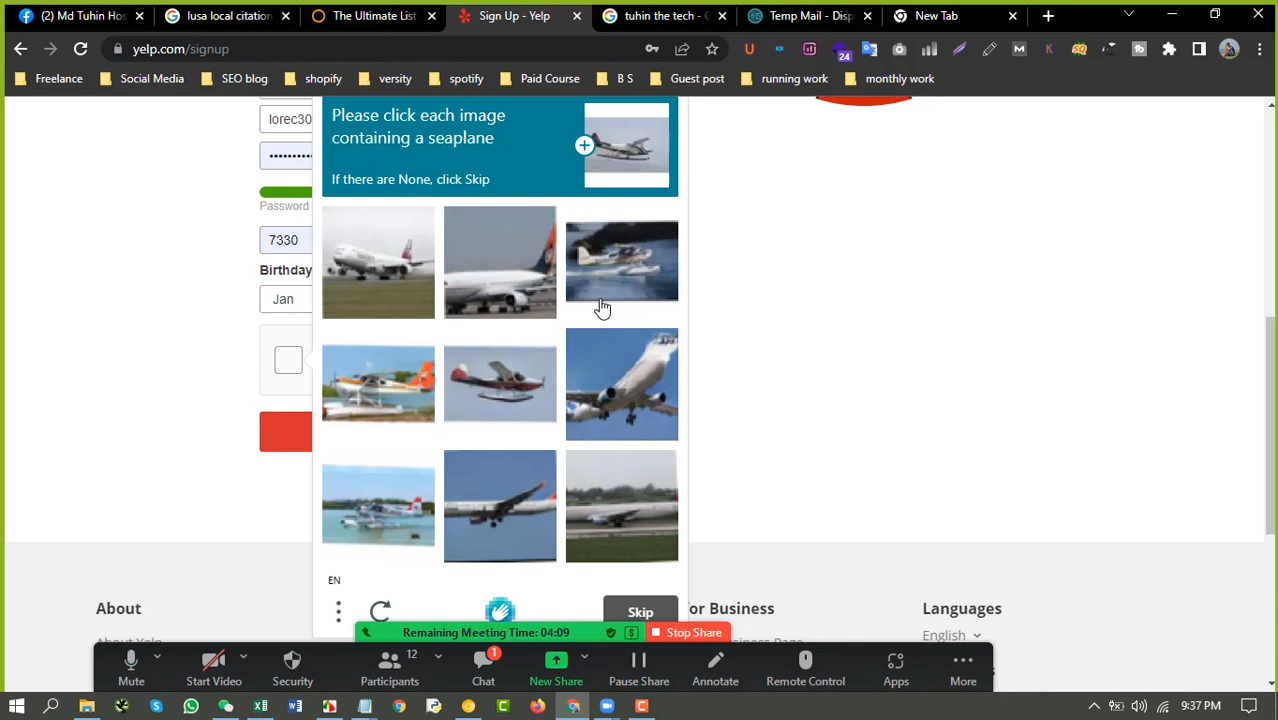 (2) Md Tuhin Hos
lusa local citation
The Ultimate List
Sign Up - Yelp
tuhin the tech - G
Temp Mail - Disp
New Tab
yelp.com/signup
24
Freelance
Social Media
SEO blog
shopify
versity
spotify
Paid Course
B S
Guest post
running work
monthly work
lorec30
Password
7330
Birthday
Jan
Please click each image
containing a seaplane
If there are None, click Skip
EN
Skip
About
or Business
Languages
English
Remaining Meeting Time: 04:09
Stop Share
12
1
Mute
Start Video
Security
Participants
Chat
New Share
Pause Share
Annotate
Remote Control
Apps
More
9:37 PM